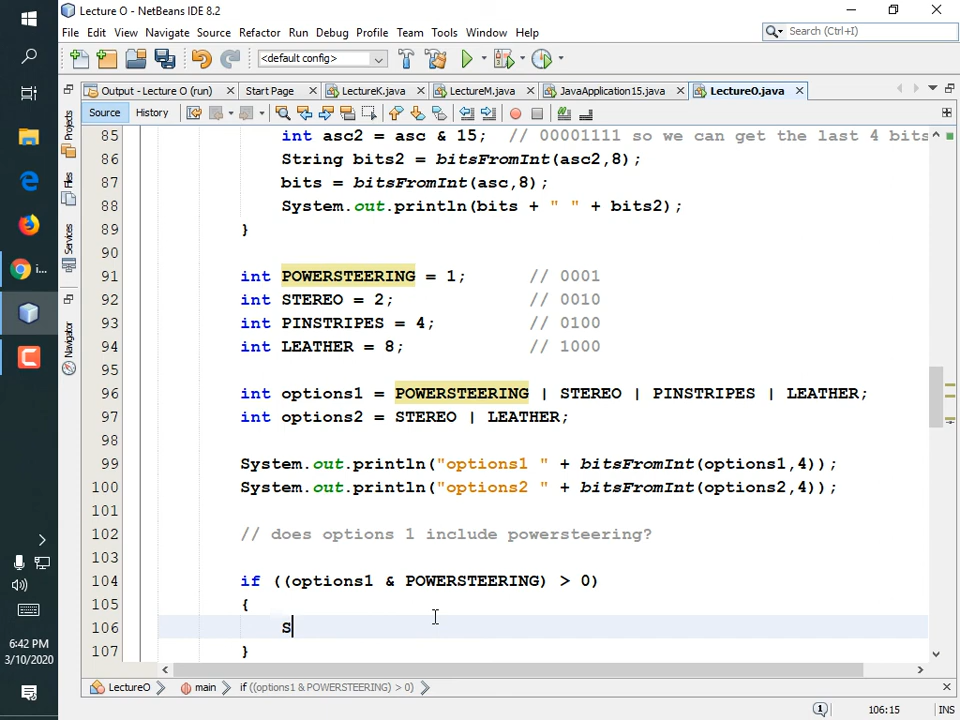 Lecture O - NetBeans IDE 8.2
File Edit View Navigate Source Refactor Run Debug Profile Team Tools Window Help
Search (Ctrl+I)
<default config>
Output - Lecture O (run) Start Page LectureK.java LectureM.java JavaApplication15.java LectureO.java
Source History
Projects
Files
Services
Navigator
85 int asc2 = asc & 15; // 00001111 so we can get the last 4 bits
86 String bits2 = bitsFromInt(asc2,8);
87 bits = bitsFromInt(asc,8);
88 System.out.println(bits + " " + bits2);
89 }
90
91 int POWERSTEERING = 1; // 0001
92 int STEREO = 2; // 0010
93 int PINSTRIPES = 4; // 0100
94 int LEATHER = 8; // 1000
95
96 int options1 = POWERSTEERING | STEREO | PINSTRIPES | LEATHER;
97 int options2 = STEREO | LEATHER;
98
99 System.out.println("options1 " + bitsFromInt(options1,4));
100 System.out.println("options2 " + bitsFromInt(options2,4));
101
102 // does options 1 include powersteering?
103
104 if ((options1 & POWERSTEERING) > 0)
105 {
106 S
107 }
i...
6:42 PM
3/10/2020
LectureO main if ((options1 & POWERSTEERING) > 0)
1 106:15 INS